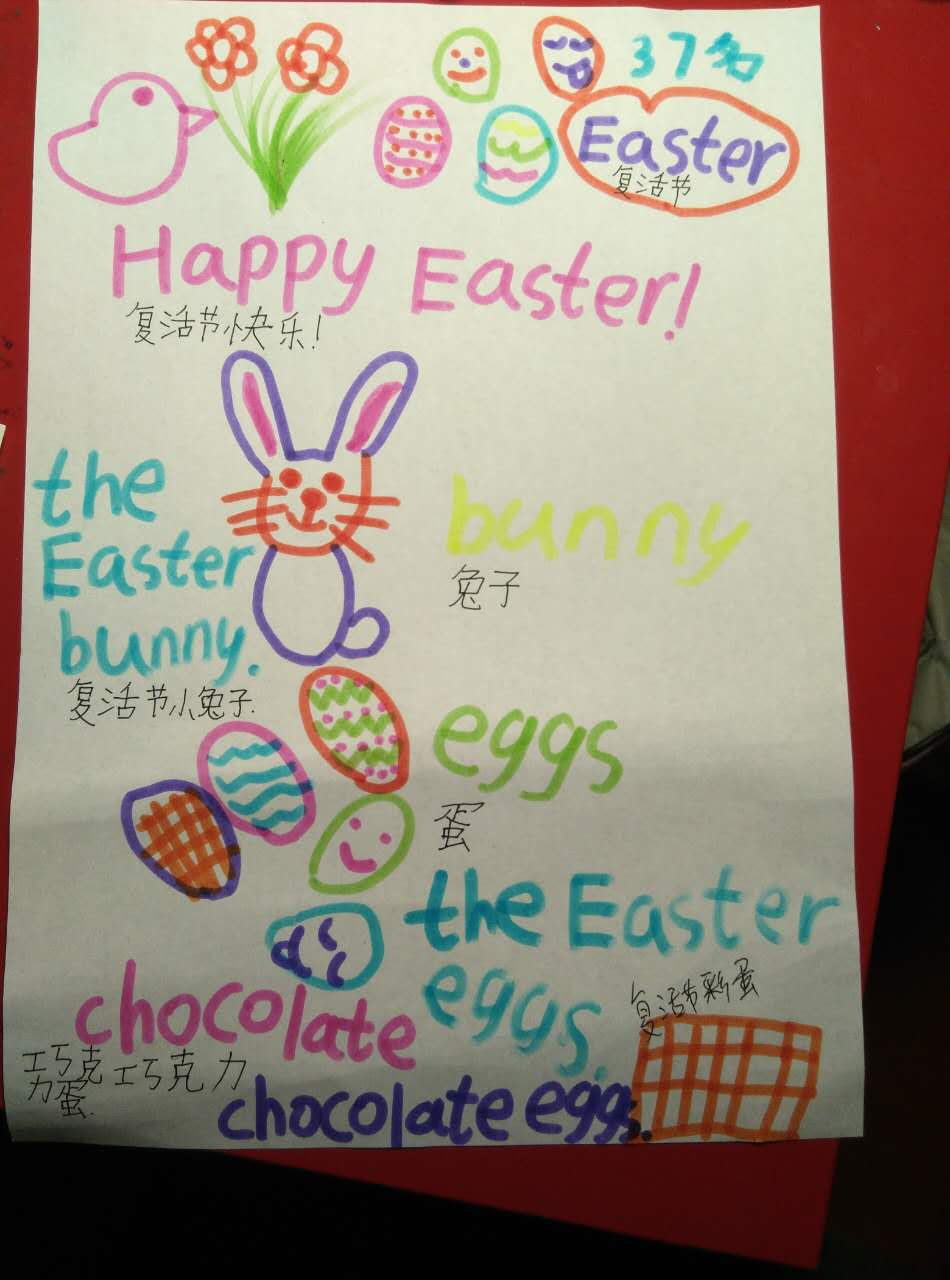 37名
Easter
复活节
Happy Easter!
复活节快乐!
the
Easter
bunny.
复活节小兔子.
bunny
兔子
eggs
蛋
the Easter
eggs.
复活节彩蛋
chocolate
巧克力
巧克
力蛋.
chocolate eggs.